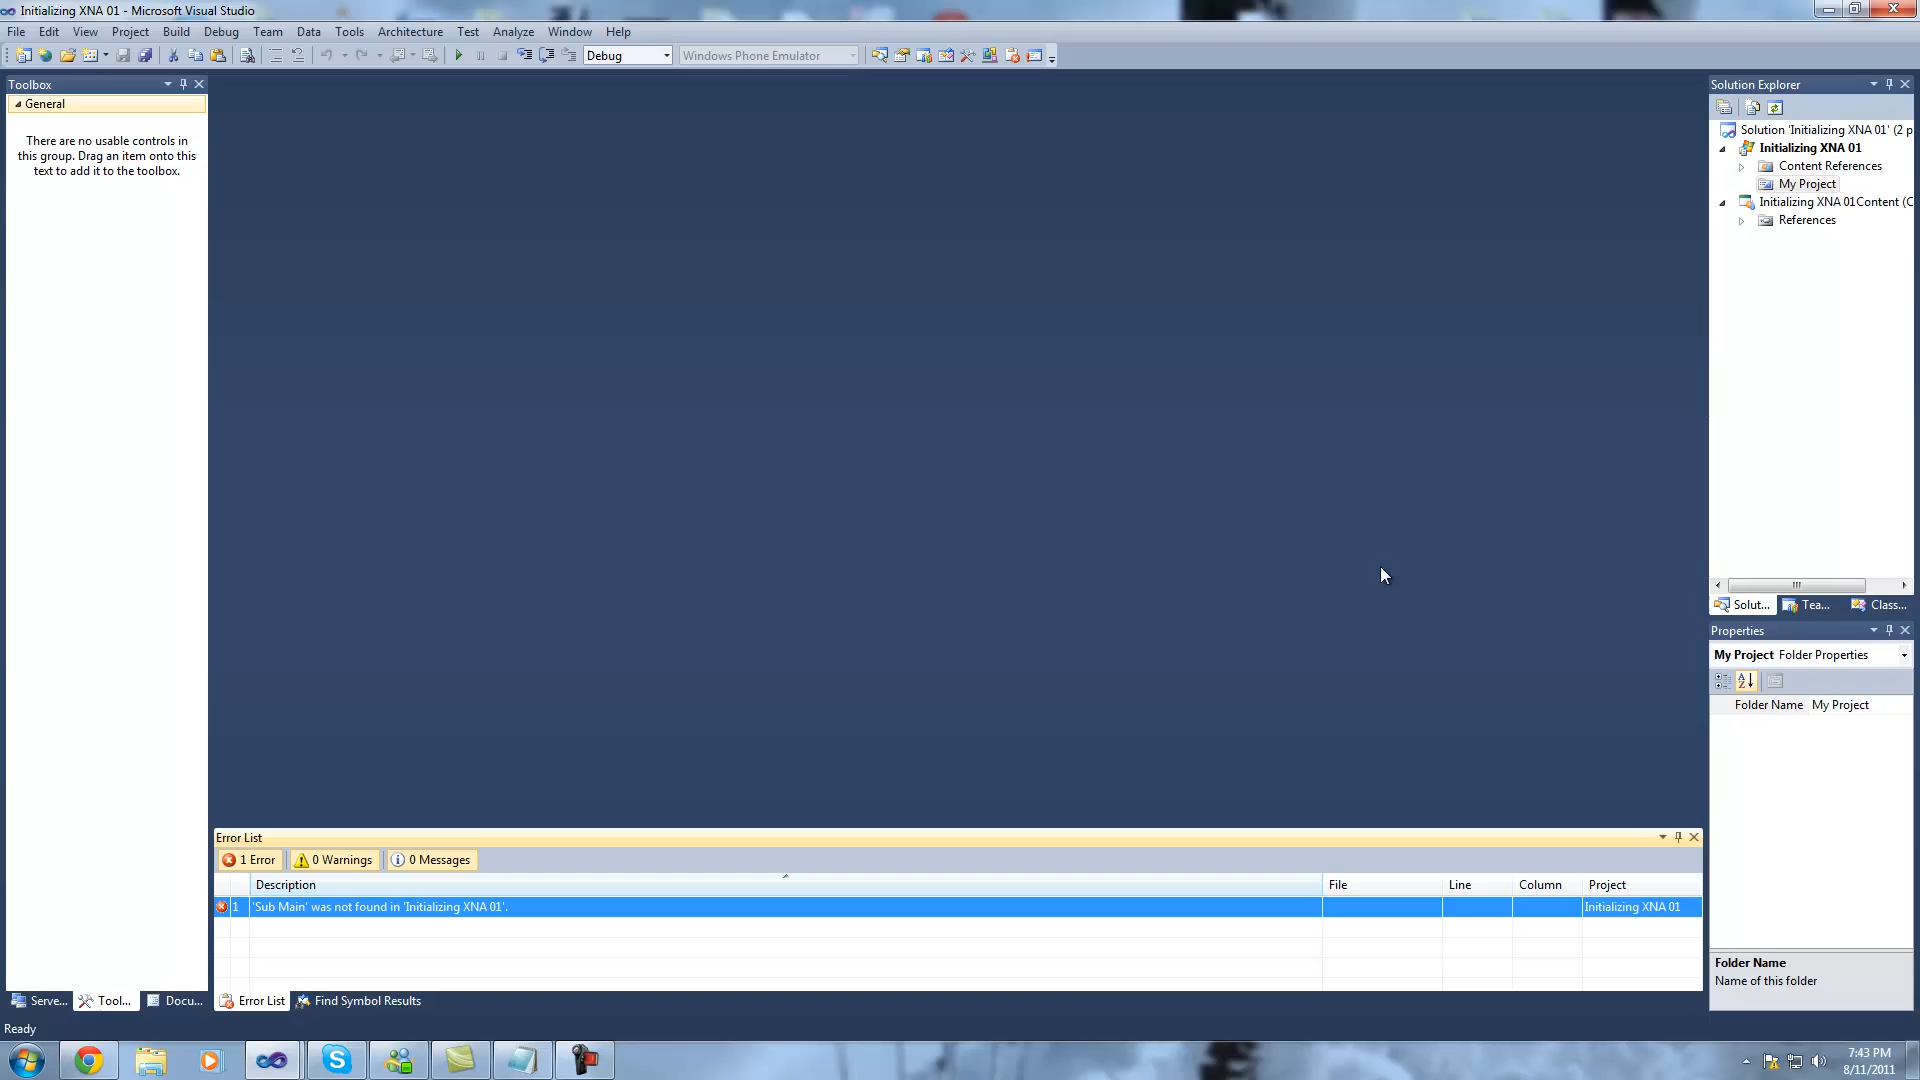 Initializing XNA 01 - Microsoft Visual Studio
File Edit View Project Build Debug Team Data Tools Architecture Test Analyze Window Help
Debug Windows Phone Emulator
Toolbox
General
There are no usable controls in
this group. Drag an item onto this
text to add it to the toolbox.
Solution Explorer
Solution 'Initializing XNA 01' (2 p
Initializing XNA 01
Content References
My Project
Initializing XNA 01Content (C
References
Solut... Tea... Class...
Properties
My Project Folder Properties
Folder Name My Project
Folder Name
Name of this folder
Error List
1 Error 0 Warnings 0 Messages
Description File Line Column Project
1 'Sub Main' was not found in 'Initializing XNA 01'. Initializing XNA 01
Serve... Tool... Docu... Error List Find Symbol Results
Ready
7:43 PM
8/11/2011